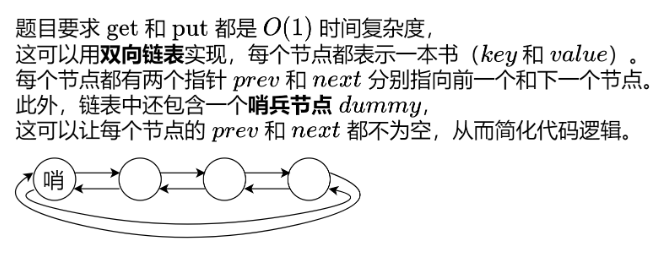 题目要求 get 和 put 都是 O(1) 时间复杂度，
这可以用双向链表实现，每个节点都表示一本书（key 和 value）。
每个节点都有两个指针 prev 和 next 分别指向前一个和下一个节点。
此外，链表中还包含一个哨兵节点 dummy，
这可以让每个节点的 prev 和 next 都不为空，从而简化代码逻辑。
哨